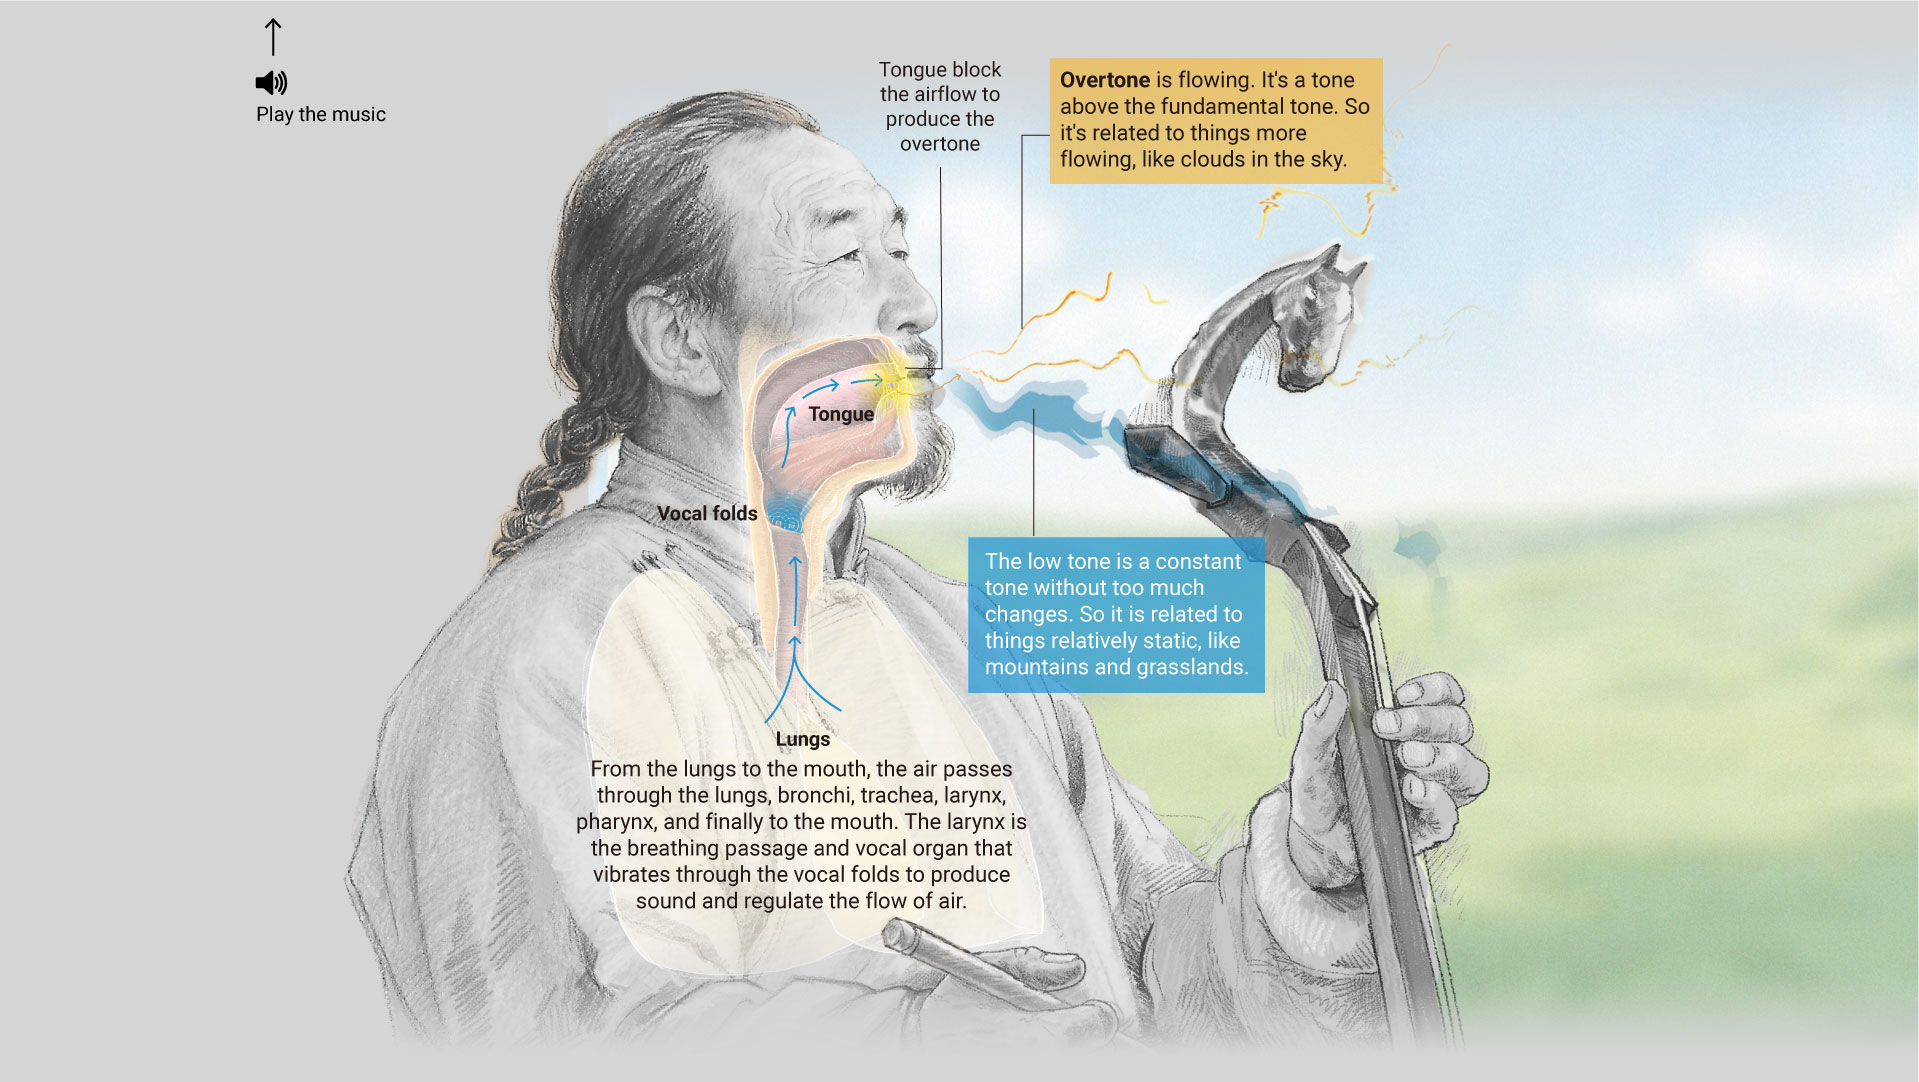 Play the music
Tongue block
the airflow to
produce the
overtone
Overtone is flowing. It's a tone
above the fundamental tone. So
it's related to things more
flowing, like clouds in the sky.
Tongue
Vocal folds
The low tone is a constant
tone without too much
changes. So it is related to
things relatively static, like
mountains and grasslands.
Lungs
From the lungs to the mouth, the air passes
through the lungs, bronchi, trachea, larynx,
pharynx, and finally to the mouth. The larynx is
the breathing passage and vocal organ that
vibrates through the vocal folds to produce
sound and regulate the flow of air.